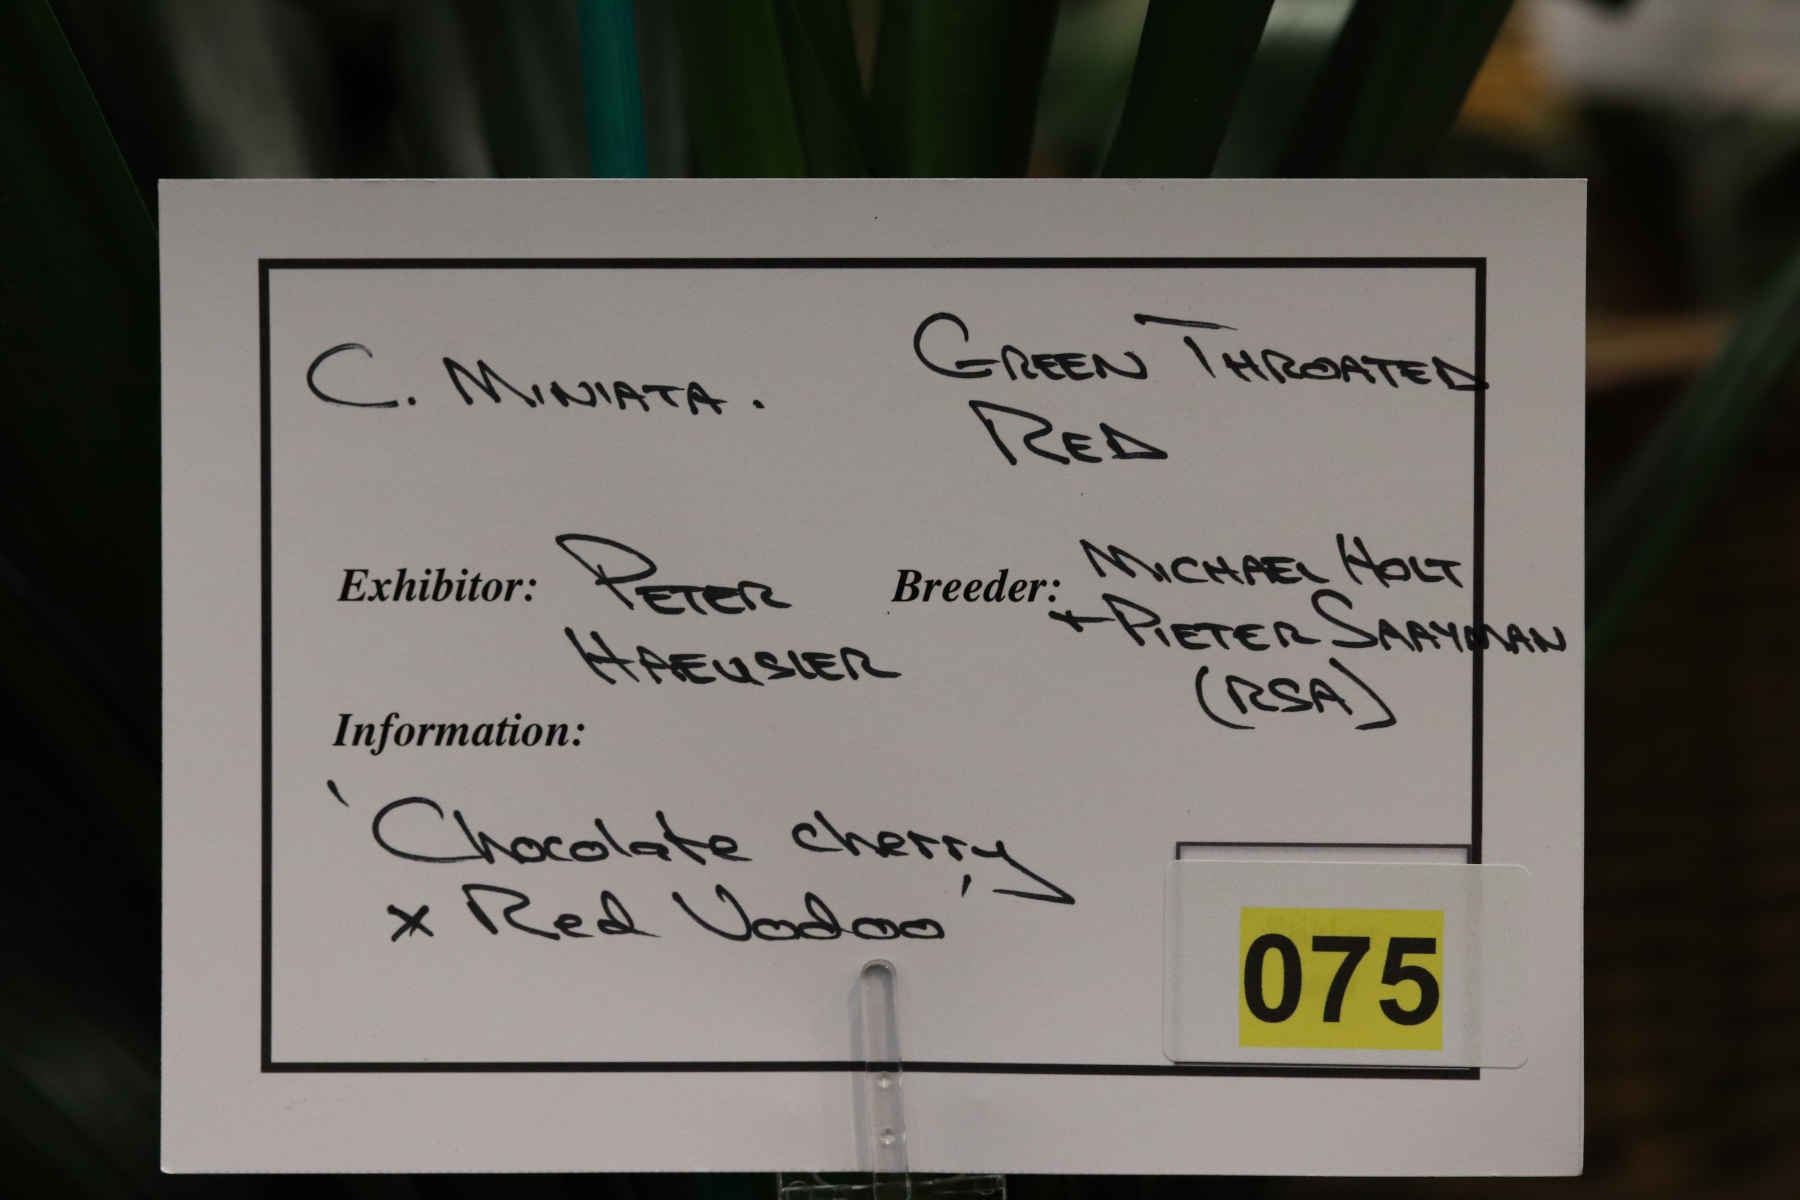 C. MINIATA.
GREEN THROATED
RED
Exhibitor: PETER
HAEUSLER
Breeder: MICHAEL HOLT
+ PIETER SAAYMAN
(RSA)
Information:
'Chocolate cherry
x Red Vodoo'
075